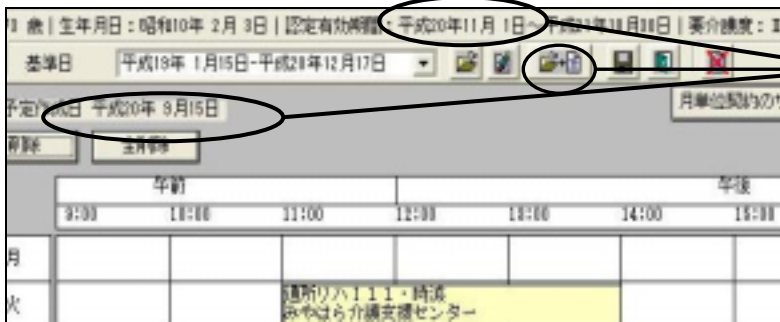 歳 | 生年月日：昭和10年 2月 3日 | 認定有効期間：平成20年11月 1日～ | 要介護度：
基準日 平成19年 1月15日-平成20年12月17日
予定作成日 平成20年 9月15日
月単位契約のサ
全削除
午前 午後
9:00 10:00 11:00 12:00 13:00 14:00 15:00
月
火 通所リハ１１１・時減
みやはら介護支援センター